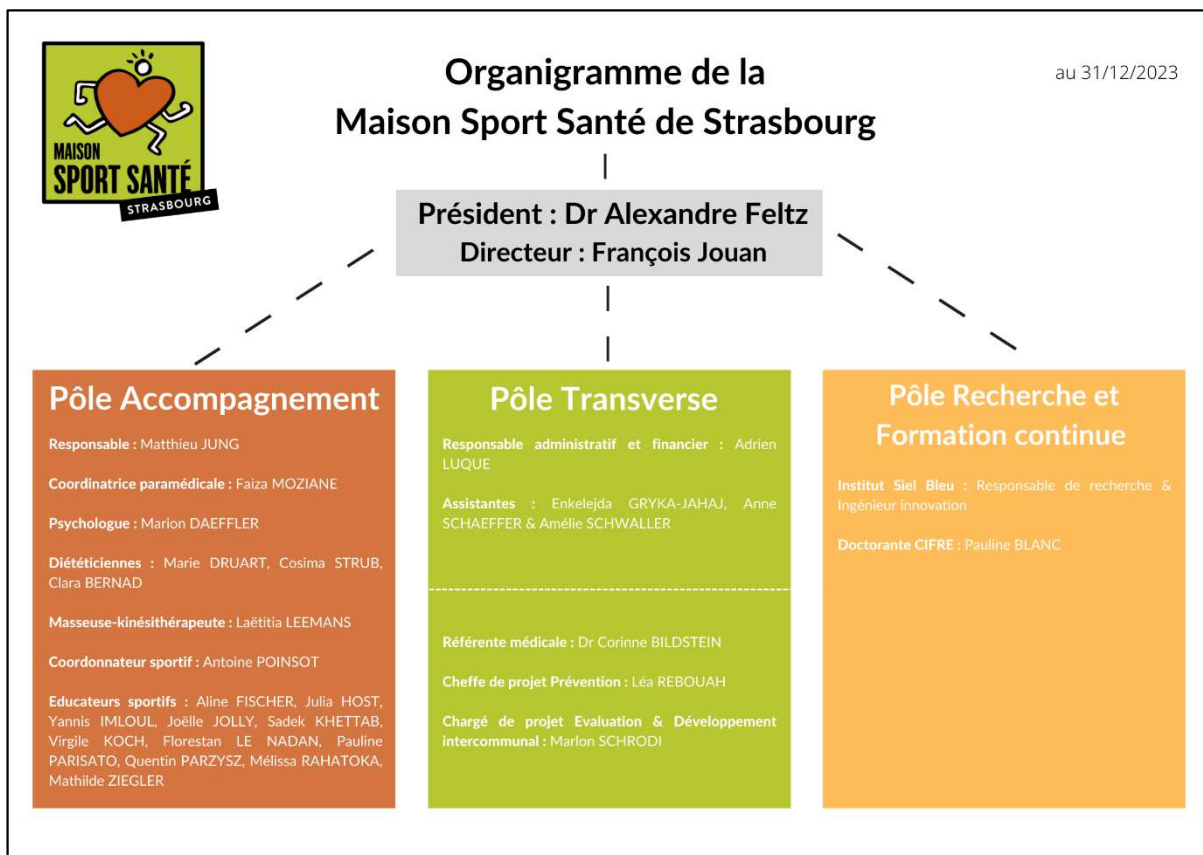 MAISON
SPORT SANTÉ
STRASBOURG
Organigramme de la
Maison Sport Santé de Strasbourg
au 31/12/2023
Président : Dr Alexandre Feltz
Directeur : François Jouan
Pôle Accompagnement
Responsable : Matthieu JUNG
Coordinatrice paramédicale : Faiza MOZIANE
Psychologue : Marion DAEFFLER
Diététiciennes : Marie DRUART, Cosima STRUB,
Clara BERNAD
Masseuse-kinésithérapeute : Laëtitia LEEMANS
Coordonnateur sportif : Antoine POINSOT
Educateurs sportifs : Aline FISCHER, Julia HOST,
Yannis IMLOUL, Joëlle JOLLY, Sadek KHETTAB,
Virgile KOCH, Florestan LE NADAN, Pauline
PARISATO, Quentin PARZYSZ, Mélissa RAHATOKA,
Mathilde ZIEGLER
Pôle Transverse
Responsable administratif et financier : Adrien
LUQUE
Assistantes : Enkelejda GRYKA-JAHAJ, Anne
SCHAEFFER & Amélie SCHWALLER
Référente médicale : Dr Corinne BILDSTEIN
Cheffe de projet Prévention : Léa REBOUAH
Chargé de projet Evaluation & Développement
intercommunal : Marlon SCHRODI
Pôle Recherche et
Formation continue
Institut Siel Bleu : Responsable de recherche &
Ingénieur innovation
Doctorante CIFRE : Pauline BLANC